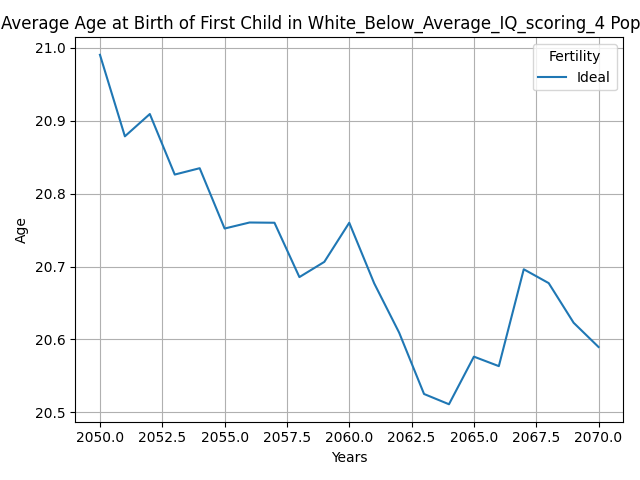 Average Age at Birth of First Child in White_Below_Average_IQ_scoring_4 Pop
Fertility
Ideal
21.0
20.9
20.8
20.7
20.6
20.5
Age
2050.0 2052.5 2055.0 2057.5 2060.0 2062.5 2065.0 2067.5 2070.0
Years